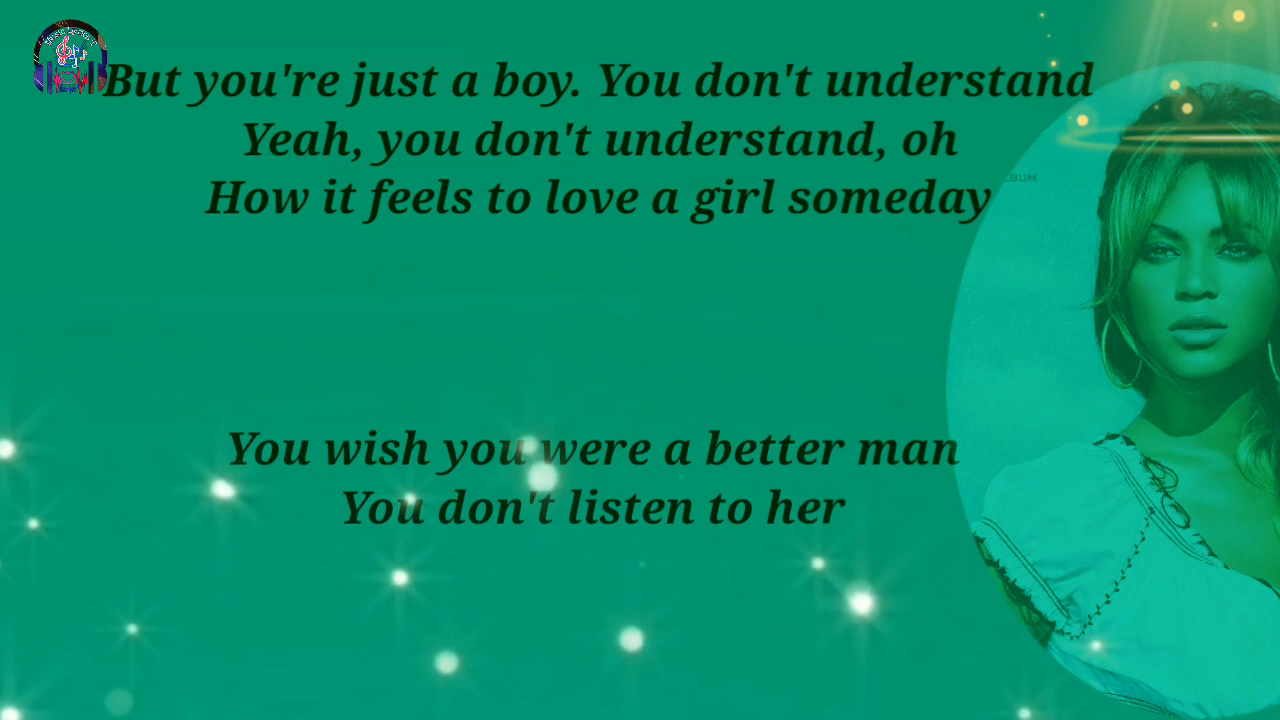 But you're just a boy. You don't understand
Yeah, you don't understand, oh
How it feels to love a girl someday
You wish you were a better man
You don't listen to her